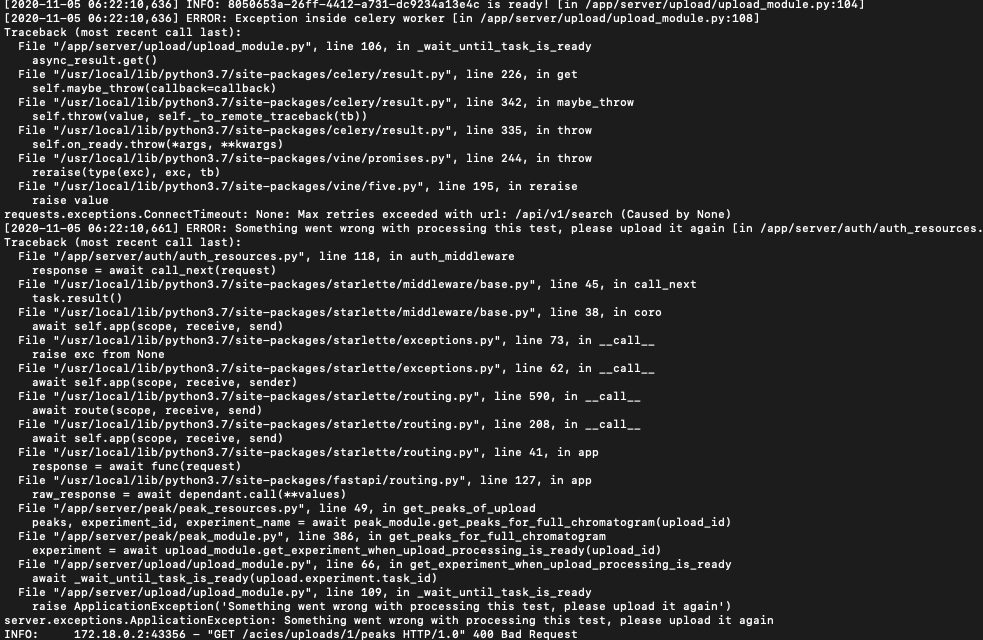 [2020-11-05 06:22:10,636] INFO: 8050653a-26ff-4412-a731-dc9234a13e4c is ready! [in /app/server/upload/upload_module.py:104]
[2020-11-05 06:22:10,636] ERROR: Exception inside celery worker [in /app/server/upload/upload_module.py:108]
Traceback (most recent call last):
  File "/app/server/upload/upload_module.py", line 106, in _wait_until_task_is_ready
    async_result.get()
  File "/usr/local/lib/python3.7/site-packages/celery/result.py", line 226, in get
    self.maybe_throw(callback=callback)
  File "/usr/local/lib/python3.7/site-packages/celery/result.py", line 342, in maybe_throw
    self.throw(value, self._to_remote_traceback(tb))
  File "/usr/local/lib/python3.7/site-packages/celery/result.py", line 335, in throw
    self.on_ready.throw(*args, **kwargs)
  File "/usr/local/lib/python3.7/site-packages/vine/promises.py", line 244, in throw
    reraise(type(exc), exc, tb)
  File "/usr/local/lib/python3.7/site-packages/vine/five.py", line 195, in reraise
    raise value
requests.exceptions.ConnectTimeout: None: Max retries exceeded with url: /api/v1/search (Caused by None)
[2020-11-05 06:22:10,661] ERROR: Something went wrong with processing this test, please upload it again [in /app/server/auth/auth_resources.
Traceback (most recent call last):
  File "/app/server/auth/auth_resources.py", line 118, in auth_middleware
    response = await call_next(request)
  File "/usr/local/lib/python3.7/site-packages/starlette/middleware/base.py", line 45, in call_next
    task.result()
  File "/usr/local/lib/python3.7/site-packages/starlette/middleware/base.py", line 38, in coro
    await self.app(scope, receive, send)
  File "/usr/local/lib/python3.7/site-packages/starlette/exceptions.py", line 73, in __call__
    raise exc from None
  File "/usr/local/lib/python3.7/site-packages/starlette/exceptions.py", line 62, in __call__
    await self.app(scope, receive, sender)
  File "/usr/local/lib/python3.7/site-packages/starlette/routing.py", line 590, in __call__
    await route(scope, receive, send)
  File "/usr/local/lib/python3.7/site-packages/starlette/routing.py", line 208, in __call__
    await self.app(scope, receive, send)
  File "/usr/local/lib/python3.7/site-packages/starlette/routing.py", line 41, in app
    response = await func(request)
  File "/usr/local/lib/python3.7/site-packages/fastapi/routing.py", line 127, in app
    raw_response = await dependant.call(**values)
  File "/app/server/peak/peak_resources.py", line 49, in get_peaks_of_upload
    peaks, experiment_id, experiment_name = await peak_module.get_peaks_for_full_chromatogram(upload_id)
  File "/app/server/peak/peak_module.py", line 386, in get_peaks_for_full_chromatogram
    experiment = await upload_module.get_experiment_when_upload_processing_is_ready(upload_id)
  File "/app/server/upload/upload_module.py", line 66, in get_experiment_when_upload_processing_is_ready
    await _wait_until_task_is_ready(upload.experiment.task_id)
  File "/app/server/upload/upload_module.py", line 109, in _wait_until_task_is_ready
    raise ApplicationException('Something went wrong with processing this test, please upload it again')
server.exceptions.ApplicationException: Something went wrong with processing this test, please upload it again
INFO:     172.18.0.2:43356 - "GET /acies/uploads/1/peaks HTTP/1.0" 400 Bad Request